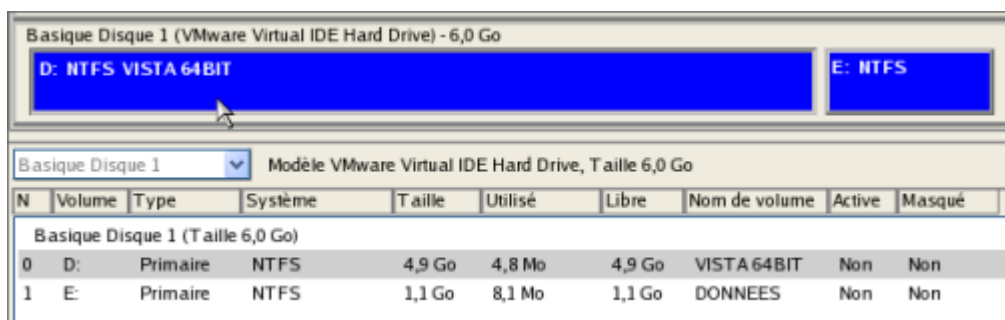 Basique Disque 1 (VMware Virtual IDE Hard Drive) - 6,0 Go
D: NTFS VISTA 64BIT E: NTFS
Basique Disque 1 Modèle VMware Virtual IDE Hard Drive, Taille 6,0 Go
N Volume Type Système Taille Utilisé Libre Nom de volume Active Masqué
Basique Disque 1 (Taille 6,0 Go)
0 D: Primaire NTFS 4,9 Go 4,8 Mo 4,9 Go VISTA 64BIT Non Non
1 E: Primaire NTFS 1,1 Go 8,1 Mo 1,1 Go DONNEES Non Non